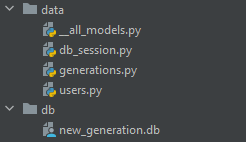 data
__all_models.py
db_session.py
generations.py
users.py
db
new_generation.db